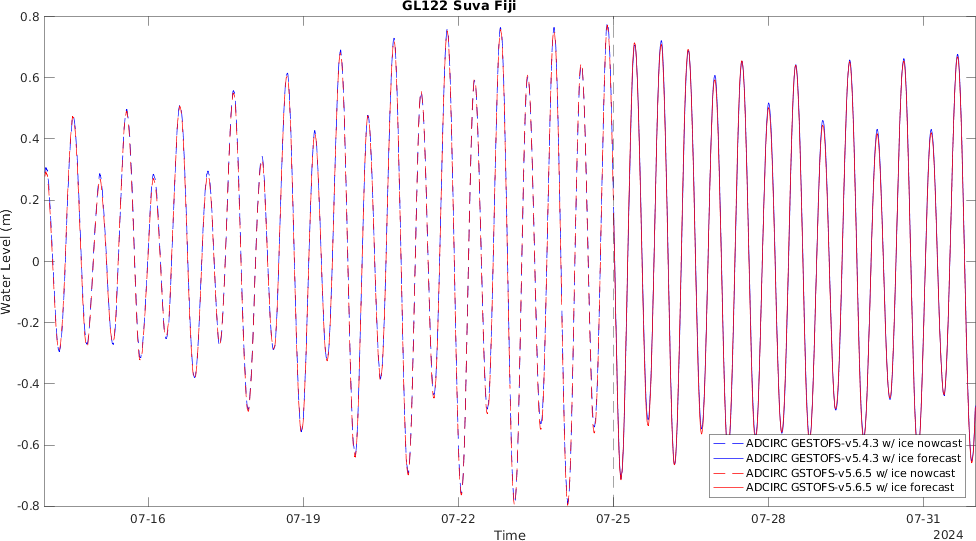 GL122 Suva Fiji
0.8
0.6
0.4
0.2
0
-0.2
-0.4
-0.6
-0.8
Water Level (m)
ADCIRC GESTOFS-v5.4.3 w/ ice nowcast
ADCIRC GESTOFS-v5.4.3 w/ ice forecast
ADCIRC GSTOFS-v5.6.5 w/ ice nowcast
ADCIRC GSTOFS-v5.6.5 w/ ice forecast
07-16 07-19 07-22 07-25 07-28 07-31
Time
2024